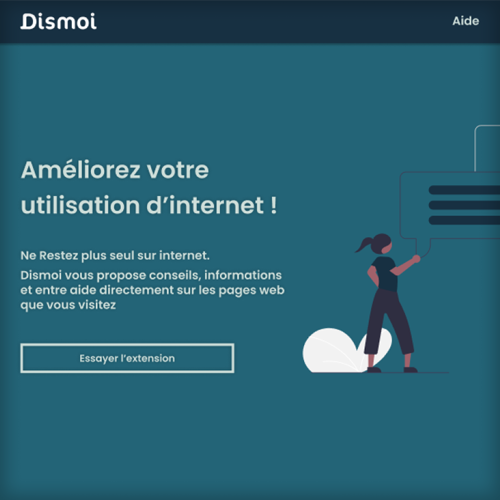 Dismoi
Aide
Améliorez votre
utilisation d'internet !
Ne Restez plus seul sur internet.
Dismoi vous propose conseils, informations
et entre aide directement sur les pages web
que vous visitez
Essayer l'extension